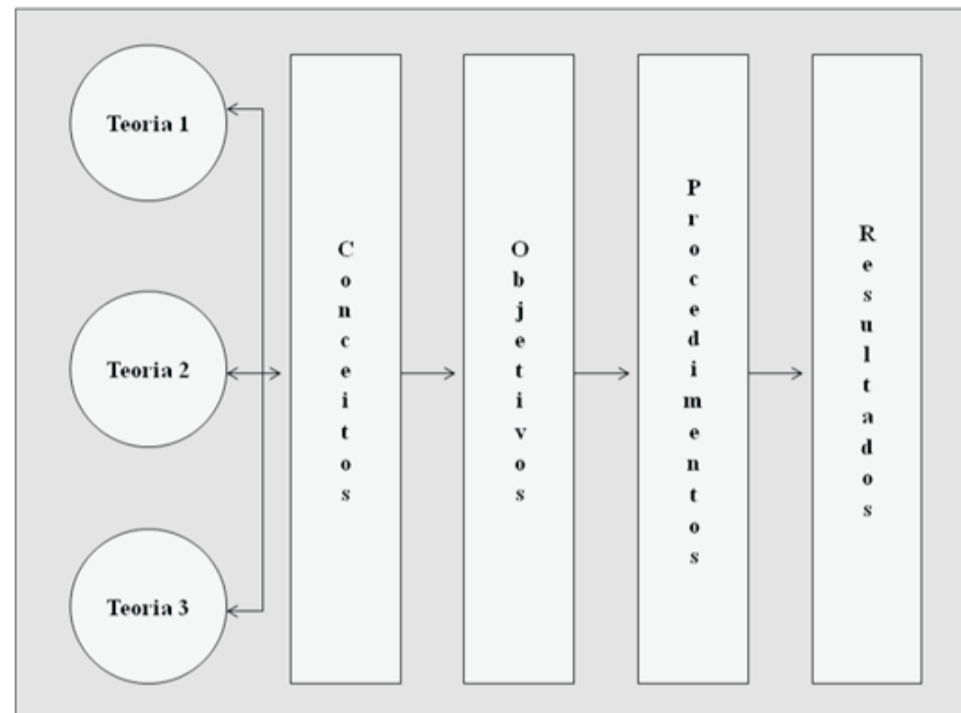 Teoria 1
Teoria 2
Teoria 3
Conceitos
Objetivos
Procedimentos
Resultados